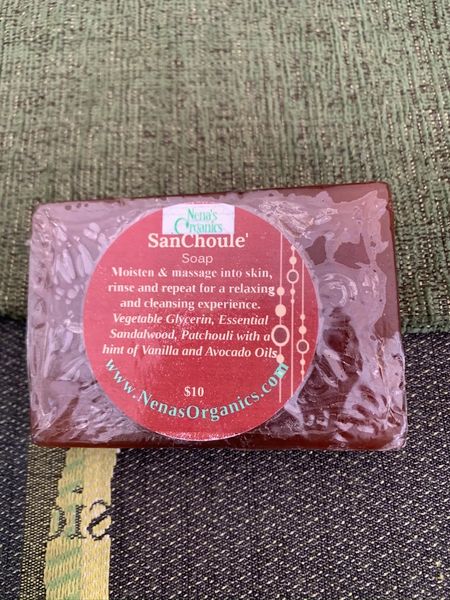 Nena's
Organics
SanChoule'
Soap
Moisten & massage into skin,
rinse and repeat for a relaxing
and cleansing experience.
Vegetable Glycerin, Essential
Sandalwood, Patchouli with a
hint of Vanilla and Avocado Oils
$10
www.NenasOrganics.com